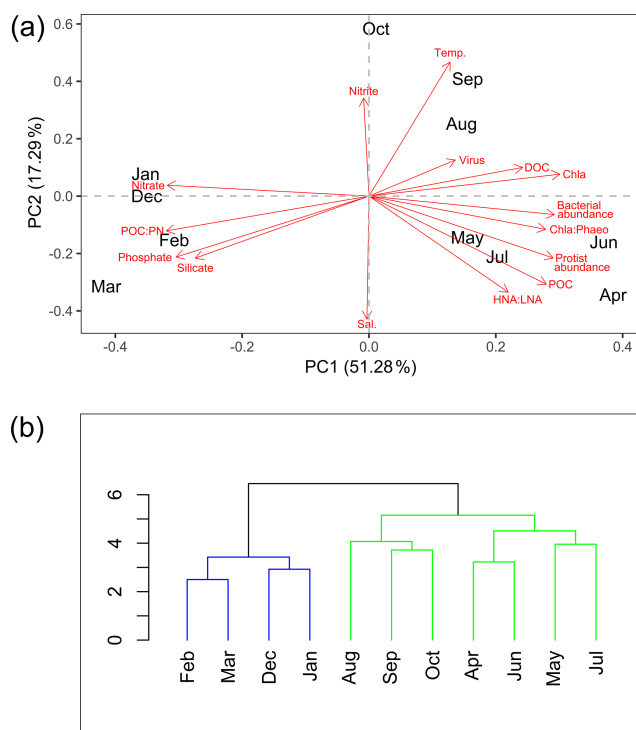 (a)
0.6
0.4
0.2
0.0
-0.2
-0.4
PC2 (17.29%)
Oct
Temp.
Sep
Nitrite
Aug
Virus
DOC
Chla
Jan
Nitrate
Dec
Bacterial
abundance
POC:PN
Feb
Chla:Phaeo
May
Jun
Phosphate
Silicate
Jul
Protist
abundance
Mar
POC
HNA:LNA
Apr
Sal.
-0.4
-0.2
0.0
0.2
0.4
PC1 (51.28%)
(b)
6
4
2
0
Feb
Mar
Dec
Jan
Aug
Sep
Oct
Apr
Jun
May
Jul